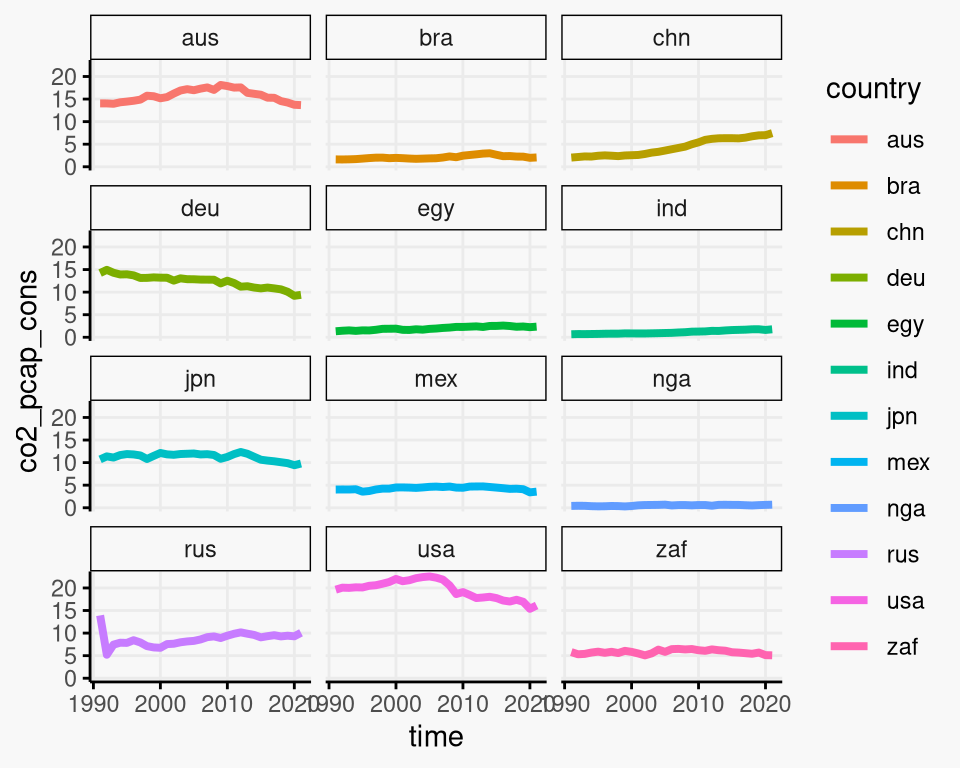 aus bra chn
20
15
10
5
0
deu egy ind
20
15
10
5
0
jpn mex nga
20
15
10
5
0
rus usa zaf
20
15
10
5
0
1990 2000 2010 2020 1990 2000 2010 2020 1990 2000 2010 2020
time
co2_pcap_cons
country
aus
bra
chn
deu
egy
ind
jpn
mex
nga
rus
usa
zaf